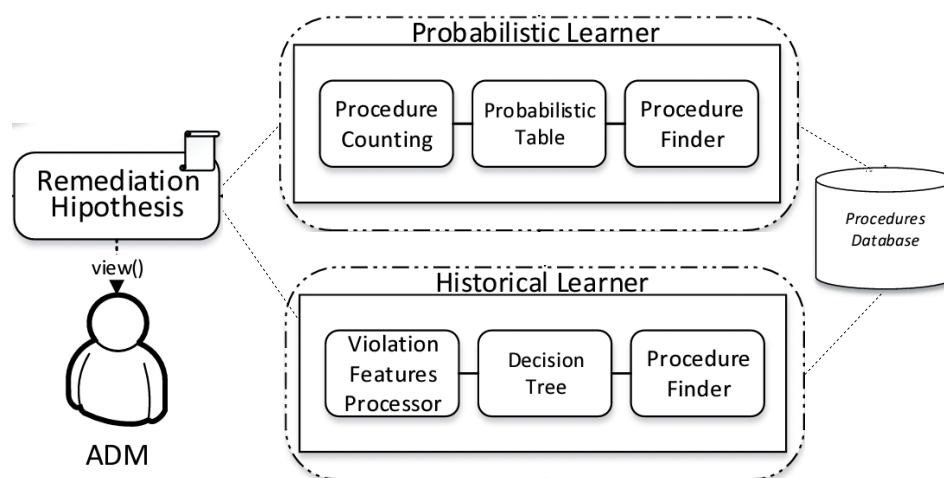 Probabilistic Learner
Procedure
Counting
Probabilistic
Table
Procedure
Finder
Remediation
Hipothesis
view()
ADM
Procedures
Database
Historical Learner
Violation
Features
Processor
Decision
Tree
Procedure
Finder